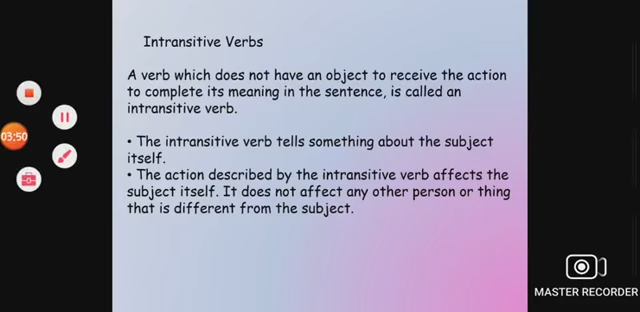 Intransitive Verbs
A verb which does not have an object to receive the action
to complete its meaning in the sentence, is called an
intransitive verb.
• The intransitive verb tells something about the subject
itself.
• The action described by the intransitive verb affects the
subject itself. It does not affect any other person or thing
that is different from the subject.
03:50
MASTER RECORDER